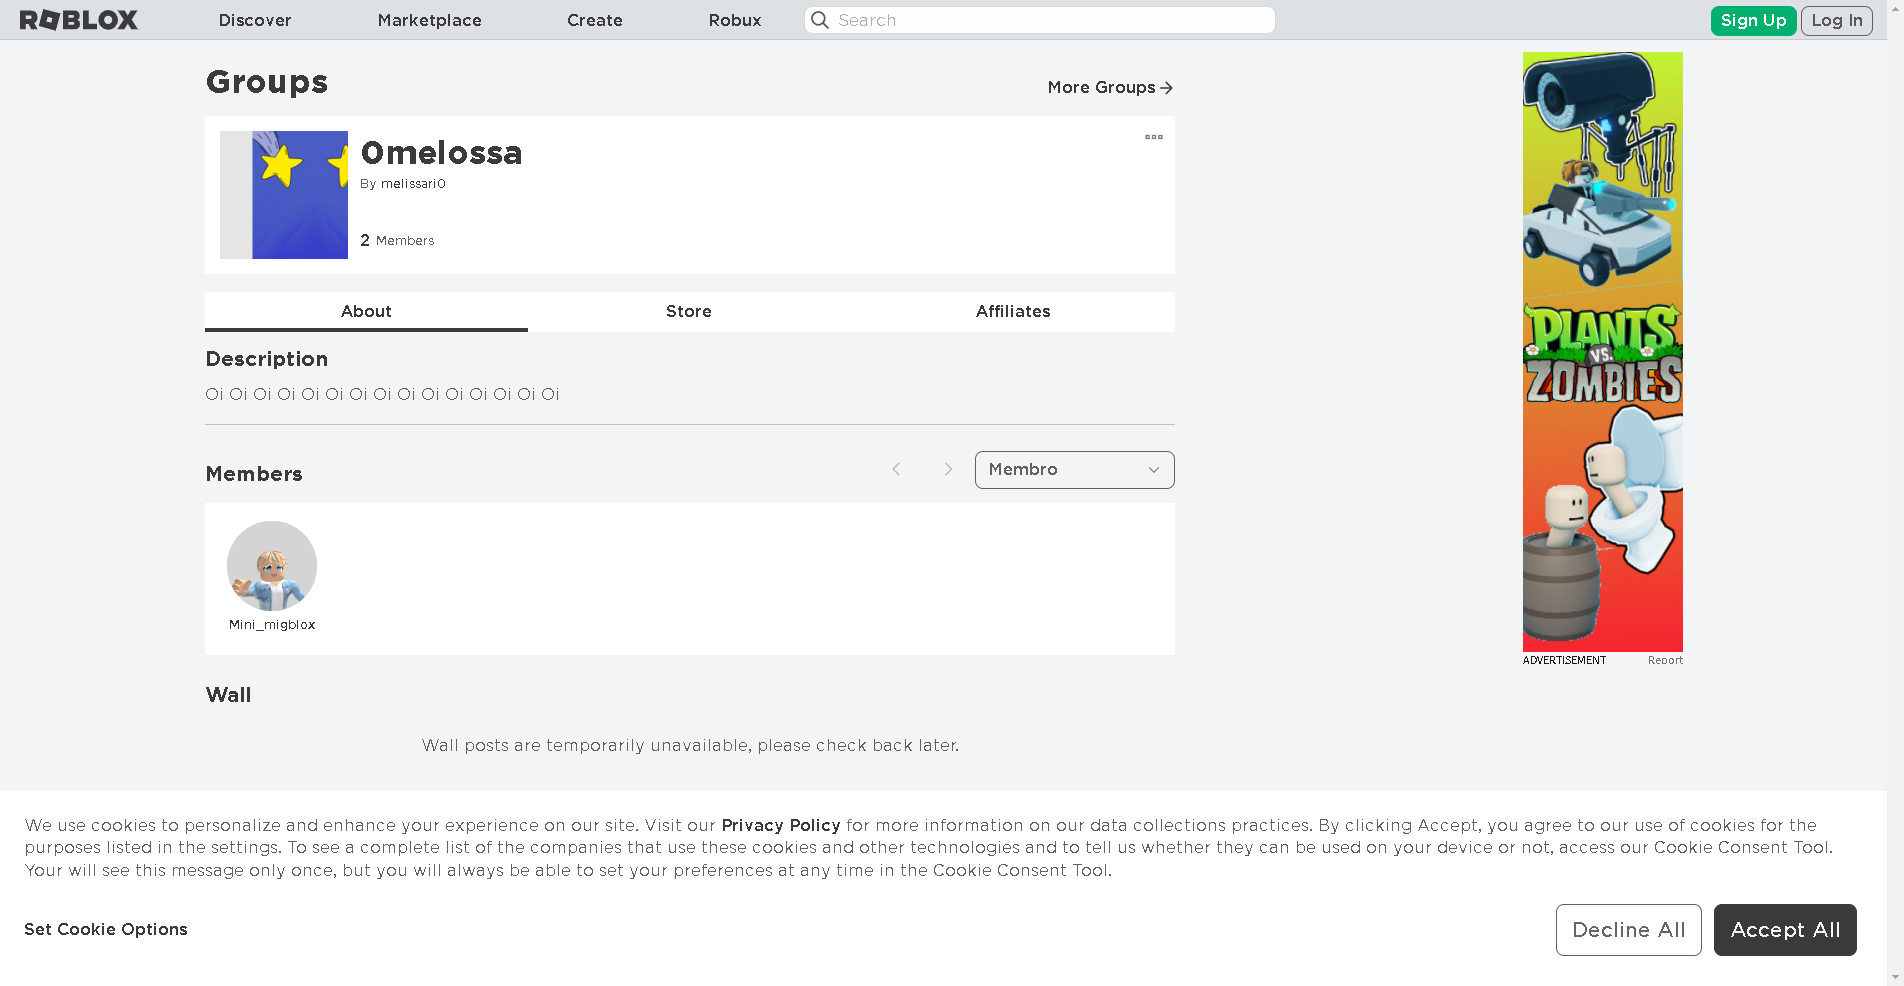 ROBLOX
Discover
Marketplace
Create
Robux
Search
Sign Up
Log In
Groups
More Groups
0melossa
By melissari0
2 Members
About
Store
Affiliates
Description
Oi Oi Oi Oi Oi Oi Oi Oi Oi Oi Oi Oi Oi Oi Oi
Members
Membro
Mini_migblox
Wall
Wall posts are temporarily unavailable, please check back later.
PLANTS
VS.
ZOMBIES
ADVERTISEMENT
Report
We use cookies to personalize and enhance your experience on our site. Visit our Privacy Policy for more information on our data collections practices. By clicking Accept, you agree to our use of cookies for the
purposes listed in the settings. To see a complete list of the companies that use these cookies and other technologies and to tell us whether they can be used on your device or not, access our Cookie Consent Tool.
Your will see this message only once, but you will always be able to set your preferences at any time in the Cookie Consent Tool.
Set Cookie Options
Decline All
Accept All